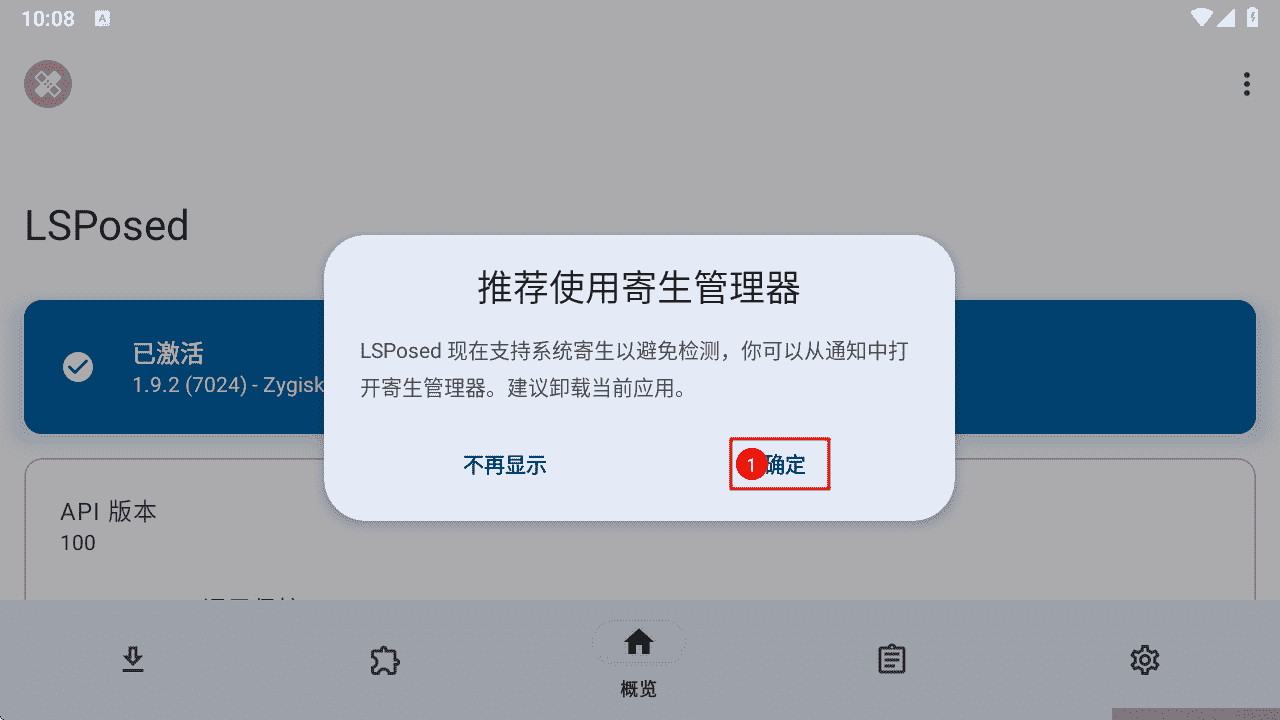 10:08 A
LSPosed
推荐使用寄生管理器
LSPosed 现在支持系统寄生以避免检测，你可以从通知中打
开寄生管理器。建议卸载当前应用。
已激活
1.9.2 (7024) - Zygisk
不再显示
1 确定
API 版本
100
概览